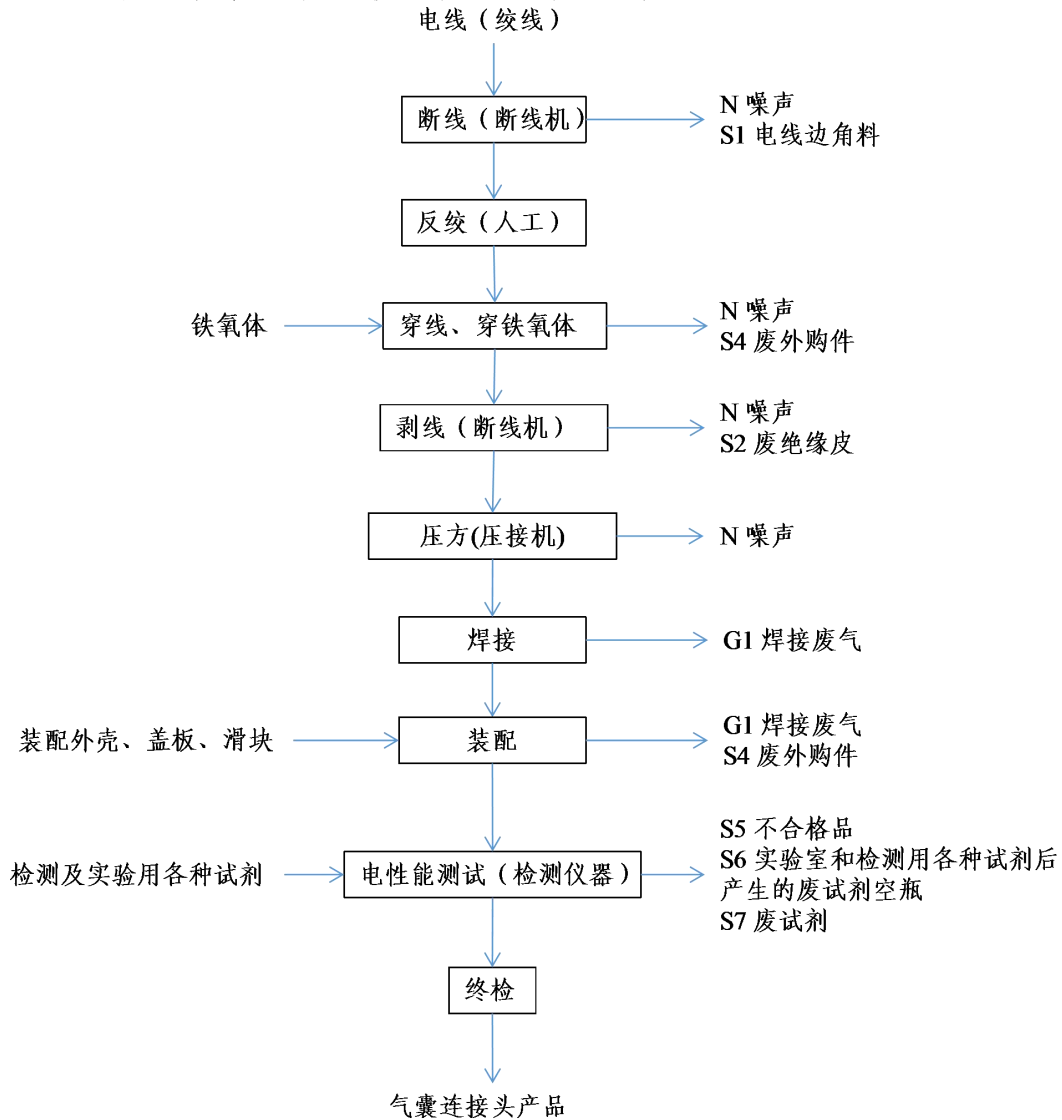 电线（绞线）
断线（断线机）
N 噪声
S1 电线边角料
反绞（人工）
铁氧体
穿线、穿铁氧体
N 噪声
S4 废外购件
剥线（断线机）
N 噪声
S2 废绝缘皮
压方(压接机)
N 噪声
焊接
G1 焊接废气
装配外壳、盖板、滑块
装配
G1 焊接废气
S4 废外购件
检测及实验用各种试剂
电性能测试（检测仪器）
S5 不合格品
S6 实验室和检测用各种试剂后
产生的废试剂空瓶
S7 废试剂
终检
气囊连接头产品